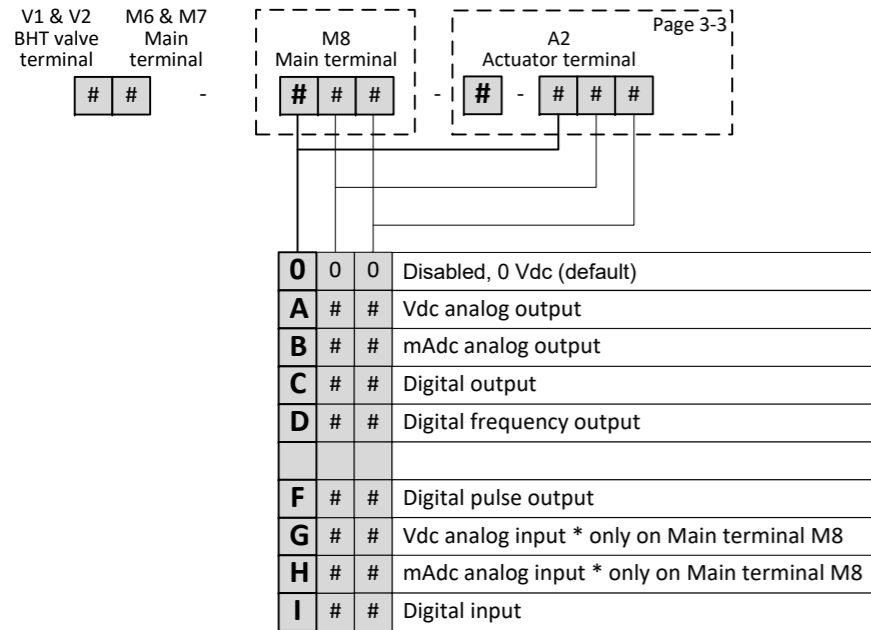 V1 & V2 M6 & M7 Page 3-3
BHT valve Main M8 A2
terminal terminal Main terminal Actuator terminal
# # - # # # - # - # # #
0 0 0 Disabled, 0 Vdc (default)
A # # Vdc analog output
B # # mAdc analog output
C # # Digital output
D # # Digital frequency output
F # # Digital pulse output
G # # Vdc analog input * only on Main terminal M8
H # # mAdc analog input * only on Main terminal M8
I # # Digital input